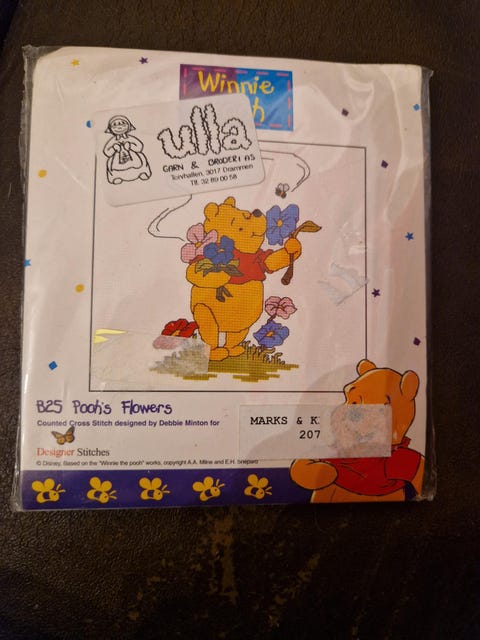 Winnie
ulla
GARN & BRODERI AS
Torvhallen, 3017 Drammen
Tlf. 32 89 00 58
B25 Pooh's Flowers
Counted Cross Stitch designed by Debbie Minton for
MARKS & K
207
Designer Stitches
© Disney. Based on the "Winnie the pooh" works, copyright A.A. Milne and E.H. Shepard